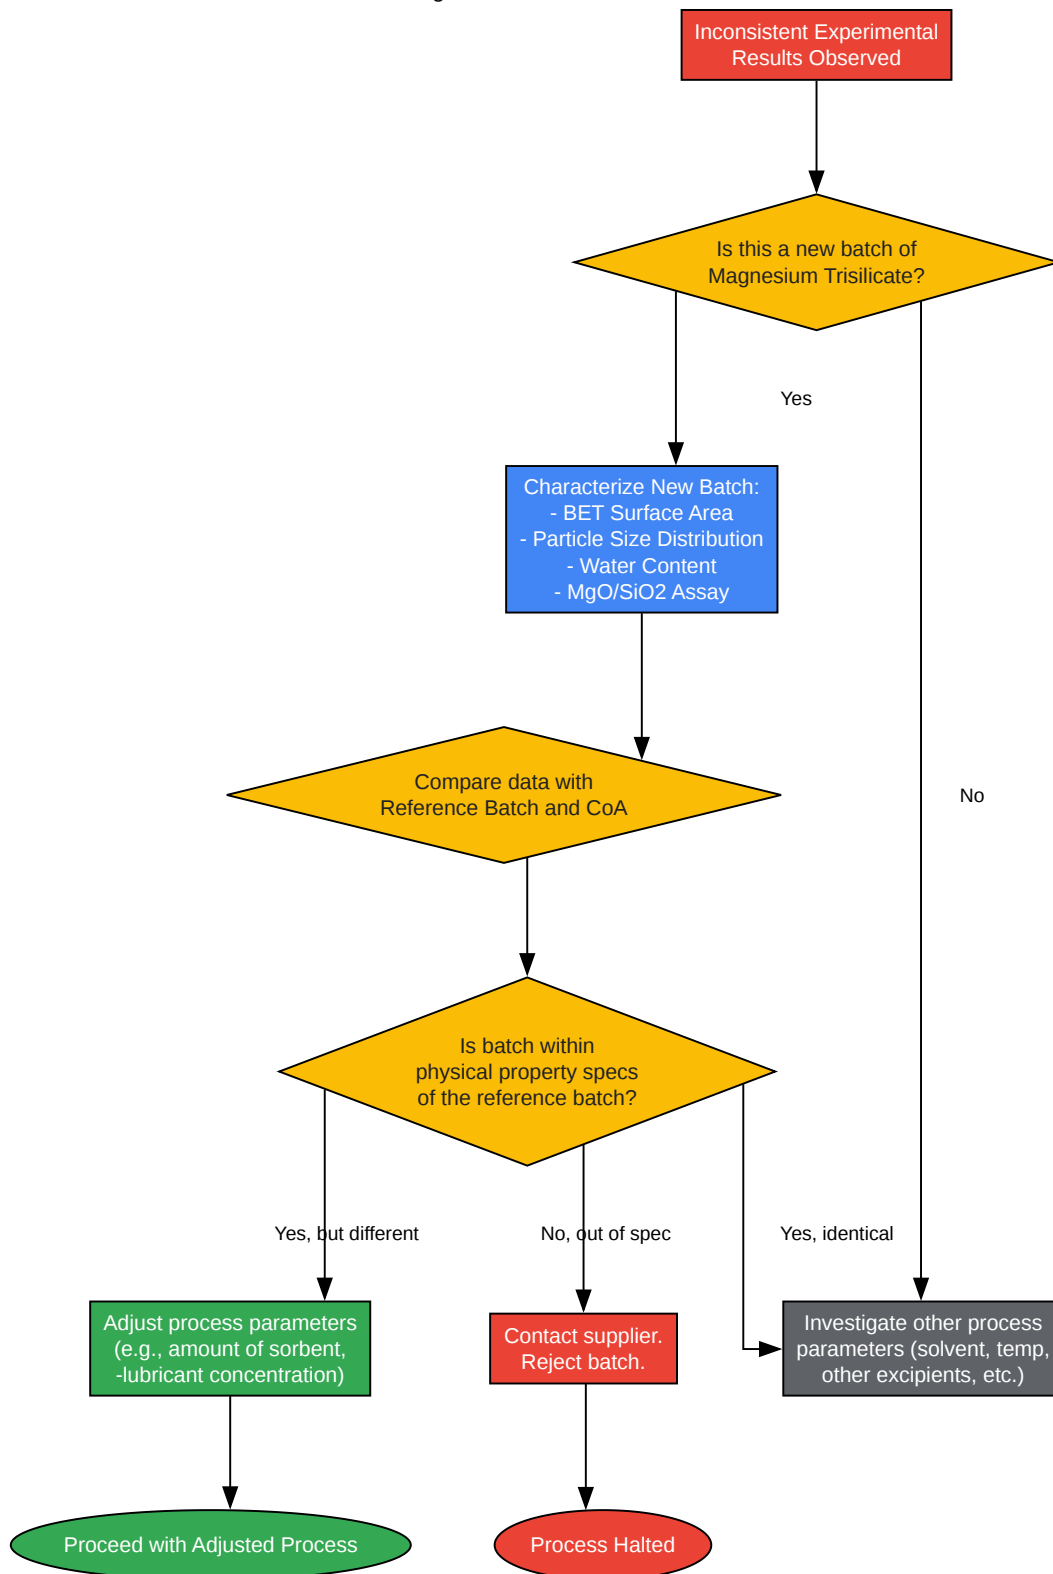 Inconsistent Experimental
Results Observed
Is this a new batch of
Magnesium Trisilicate?
Yes
Characterize New Batch:
- BET Surface Area
- Particle Size Distribution
- Water Content
- MgO/SiO2 Assay
Compare data with
Reference Batch and CoA
No
Is batch within
physical property specs
of the reference batch?
Yes, but different
No, out of spec
Yes, identical
Adjust process parameters
(e.g., amount of sorbent,
-lubricant concentration)
Contact supplier.
Reject batch.
Investigate other process
parameters (solvent, temp,
other excipients, etc.)
Proceed with Adjusted Process
Process Halted